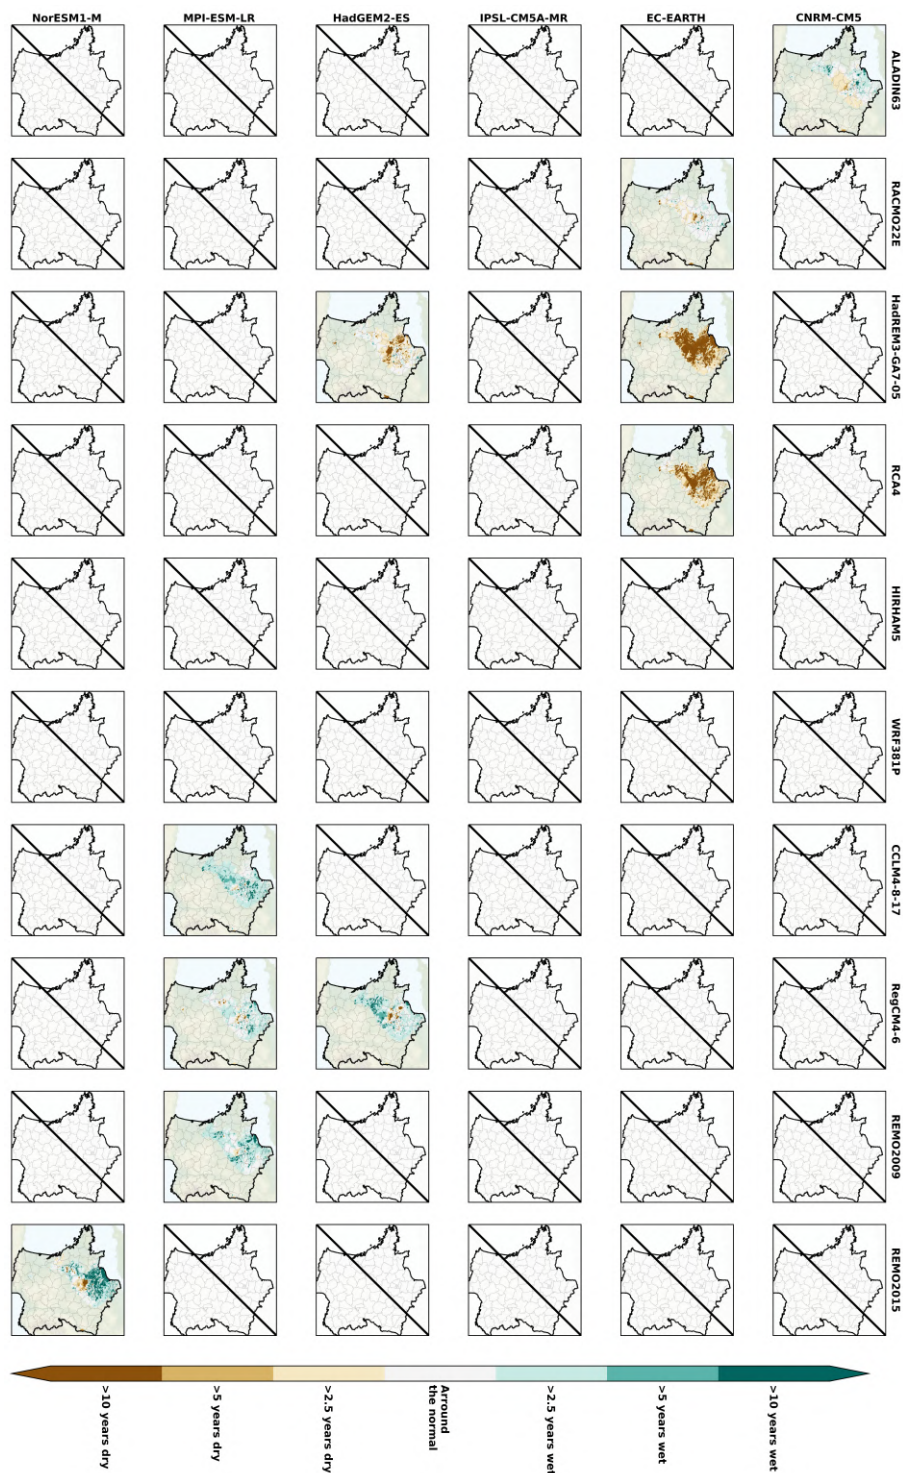 NorESM1-M
MPI-ESM-LR
HadGEM2-ES
IPSL-CM5A-MR
EC-EARTH
CNRM-CM5
ALADIN63
RACMO22E
HadREM3-GA7-05
RCA4
HIRHAM5
WRF381P
CCLM4-8-17
RegCM4-6
REMO2009
REMO2015
>10 years dry
>5 years dry
>2.5 years dry
Arround
the normal
>2.5 years wet
>5 years wet
>10 years wet